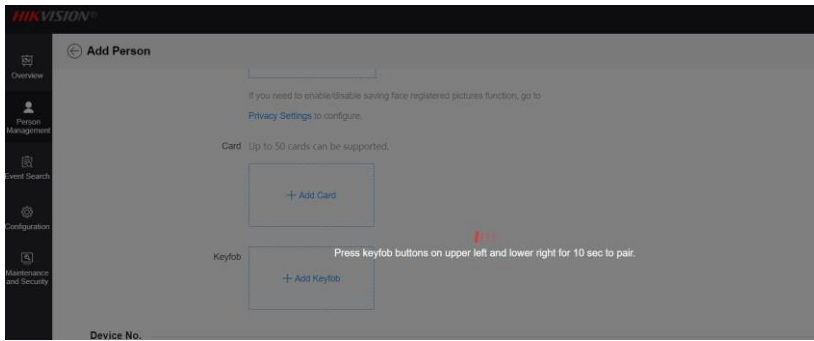 HIKVISION®
Add Person
Overview
If you need to enable/disable saving face registered pictures function, go to
Privacy Settings to configure.
Person
Management
Card Up to 50 cards can be supported.
Event Search
+ Add Card
Configuration
Press keyfob buttons on upper left and lower right for 10 sec to pair.
Keyfob
+ Add Keyfob
Maintenance
and Security
Device No.